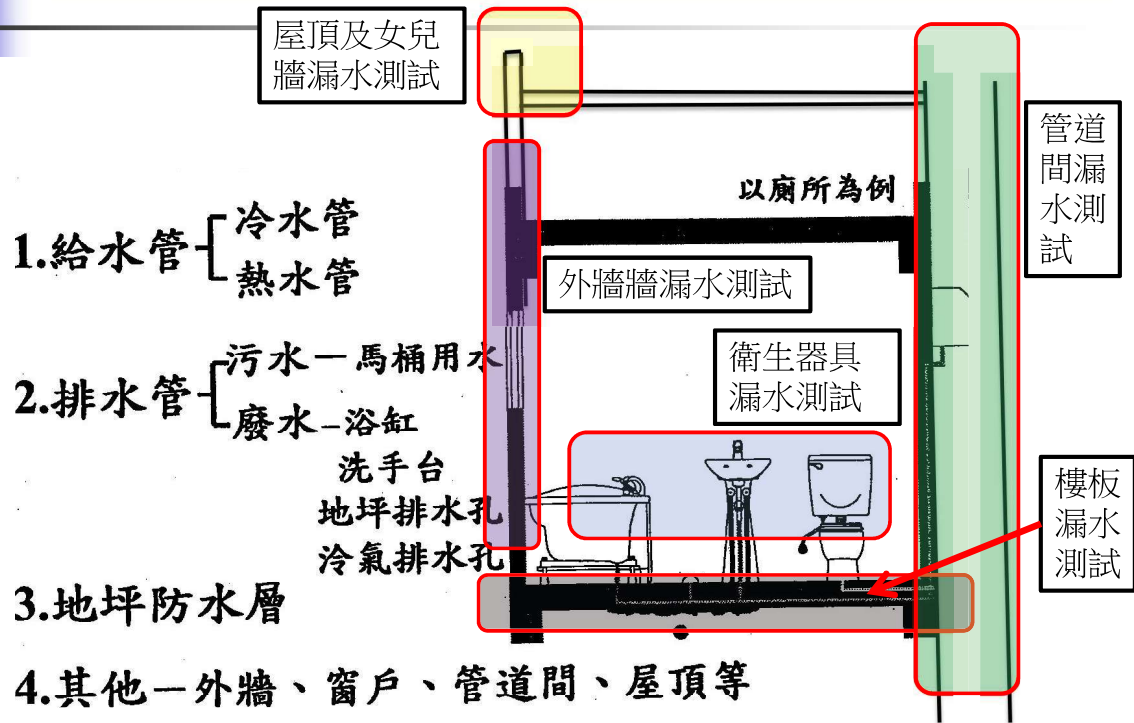 屋頂及女兒
牆漏水測試
管道
間漏
水測
試
以廁所為例
1.給水管
冷水管
熱水管
外牆牆漏水測試
2.排水管
污水－馬桶用水
廢水－浴缸
洗手台
地坪排水孔
冷氣排水孔
衛生器具
漏水測試
樓板
漏水
測試
3.地坪防水層
4.其他－外牆、窗戶、管道間、屋頂等